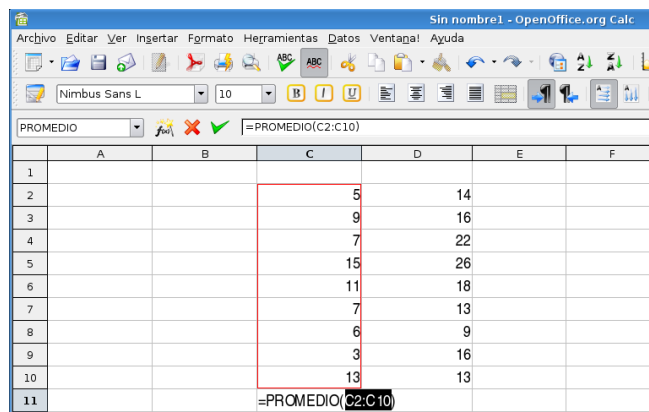 Sin nombre1 - OpenOffice.org Calc
Archivo Editar Ver Insertar Formato Herramientas Datos Ventana! Ayuda
ABC ABC
Nimbus Sans L 10 B I U
PROMEDIO f(x) =PROMEDIO(C2:C10)
A B C D E F
1
2 5 14
3 9 16
4 7 22
5 15 26
6 11 18
7 7 13
8 6 9
9 3 16
10 13 13
11 =PROMEDIO(C2:C10)